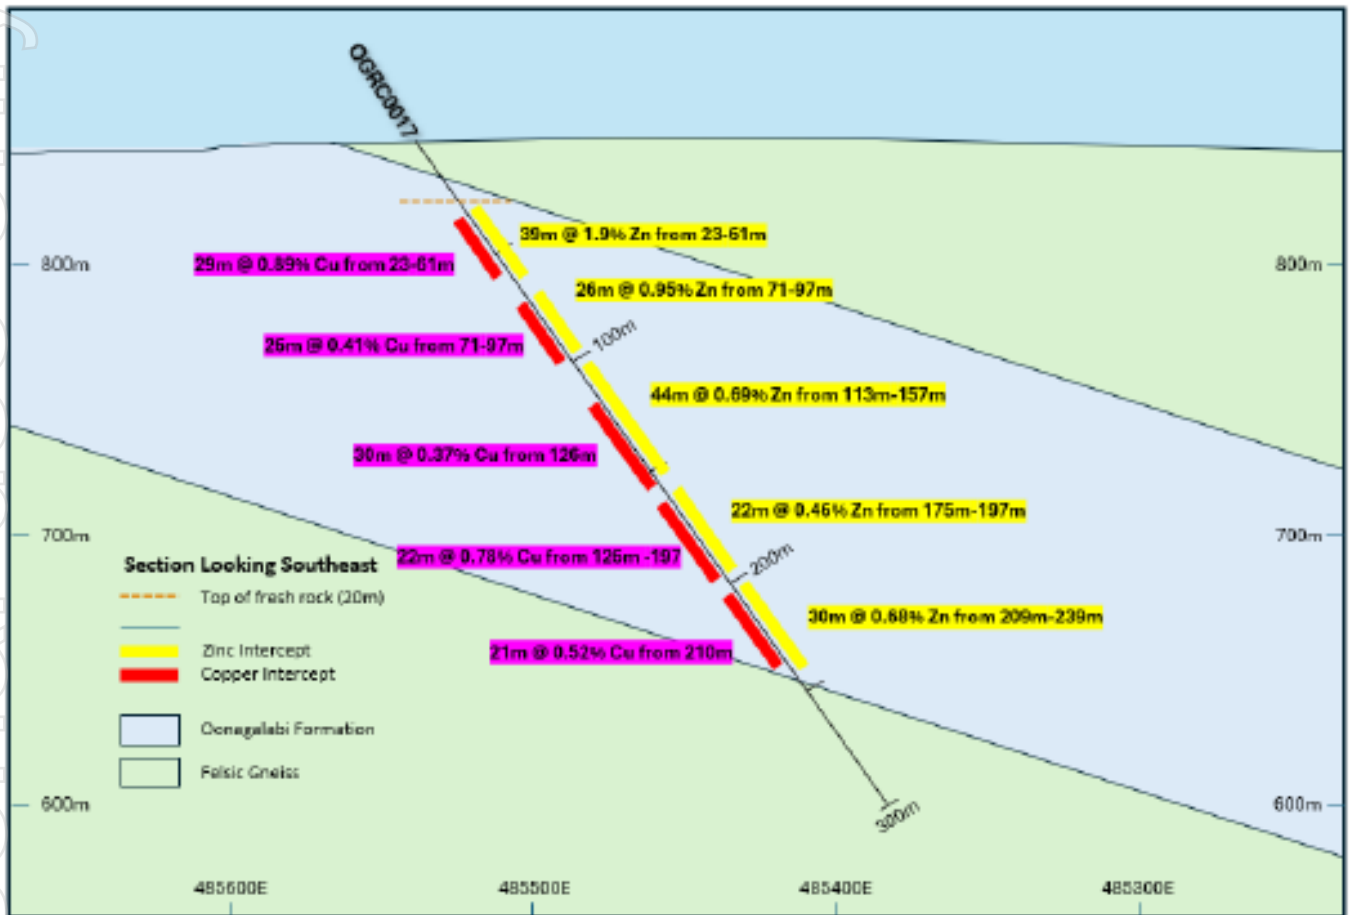 OGRC0017
39m @ 1.9% Zn from 23-61m
29m @ 0.89% Cu from 23-61m
800m
800m
26m @ 0.95% Zn from 71-97m
100m
26m @ 0.41% Cu from 71-97m
44m @ 0.69% Zn from 113m-157m
30m @ 0.37% Cu from 126m
22m @ 0.46% Zn from 175m-197m
700m
700m
22m @ 0.78% Cu from 126m -197
200m
Section Looking Southeast
Top of fresh rock (20m)
30m @ 0.68% Zn from 209m-239m
Zinc Intercept
21m @ 0.52% Cu from 210m
Copper Intercept
Oonagalabi Formation
Felsic Gneiss
600m
600m
300m
485600E
485500E
485400E
485300E